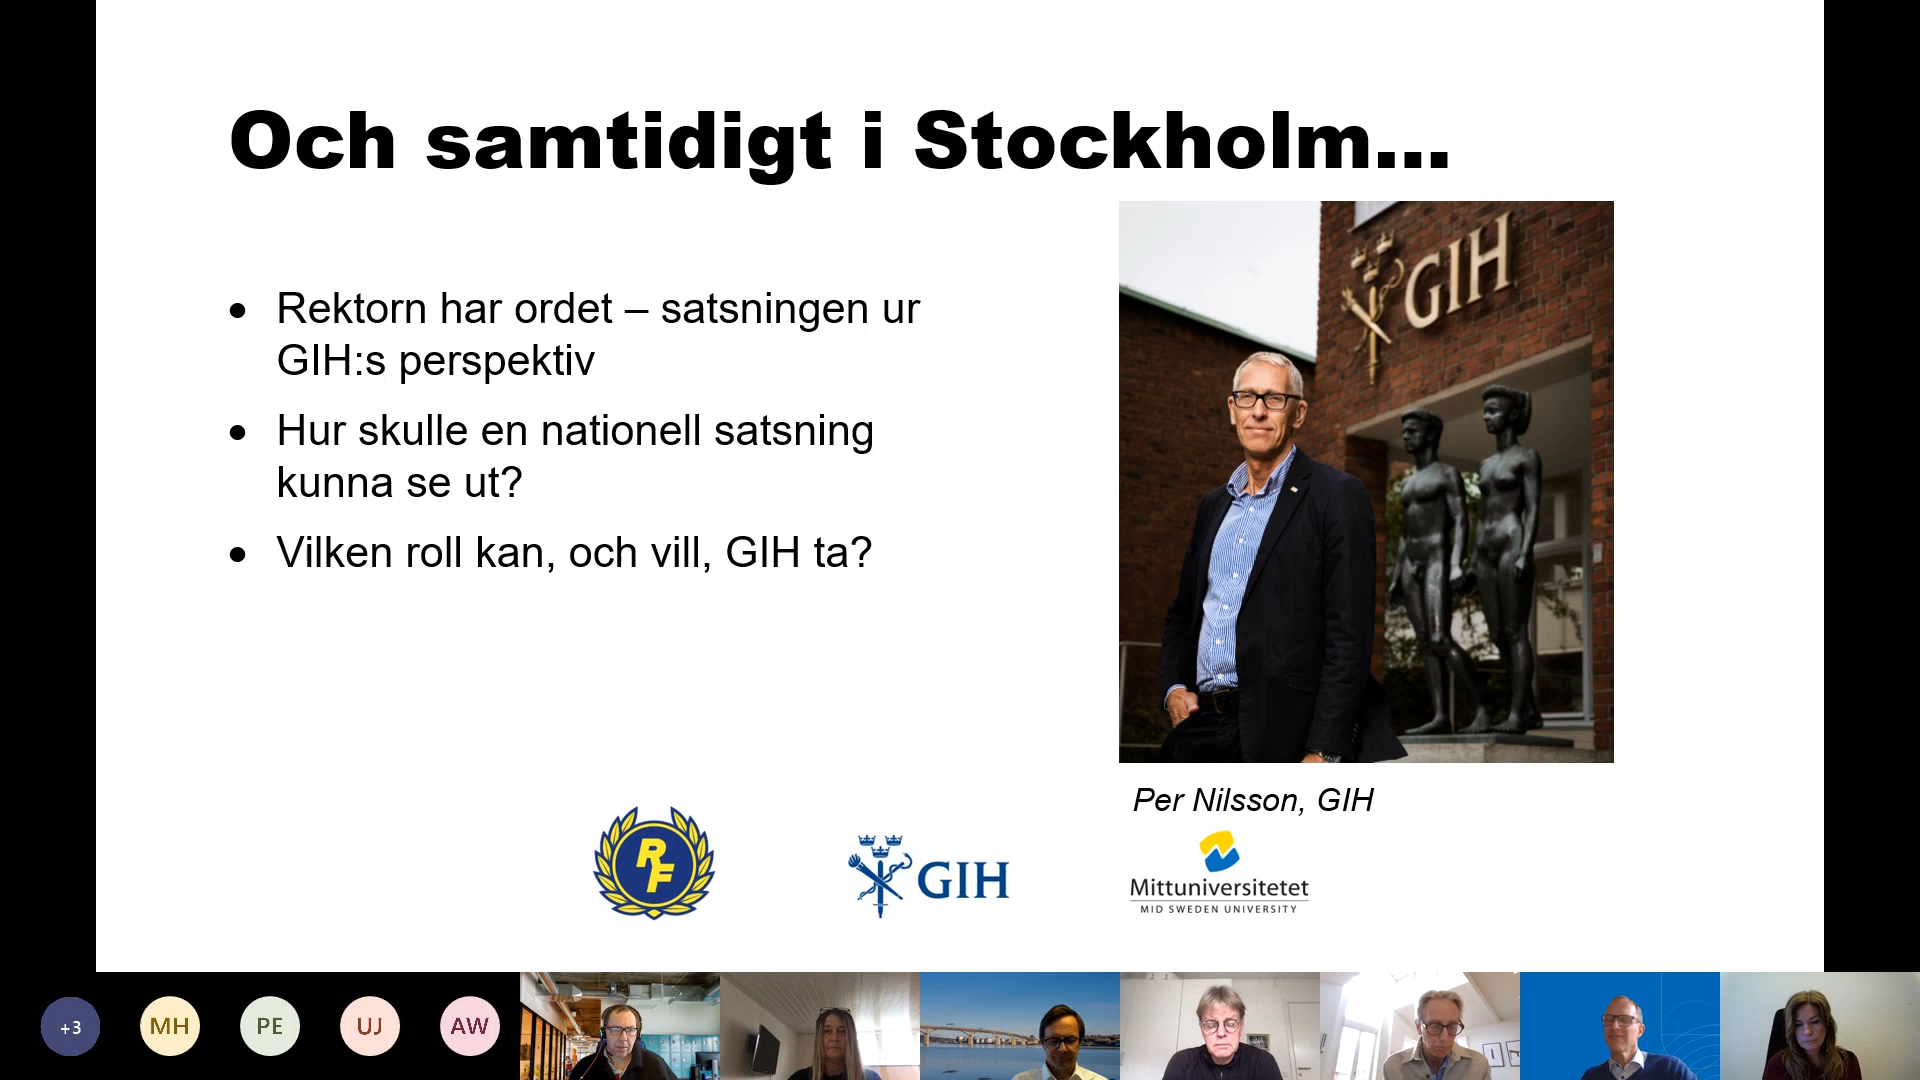 Och samtidigt i Stockholm...
• Rektorn har ordet – satsningen ur
GIH:s perspektiv
• Hur skulle en nationell satsning
kunna se ut?
• Vilken roll kan, och vill, GIH ta?
GIH
Per Nilsson, GIH
RF
GIH
Mittuniversitetet
MID SWEDEN UNIVERSITY
+3
MH
PE
UJ
AW